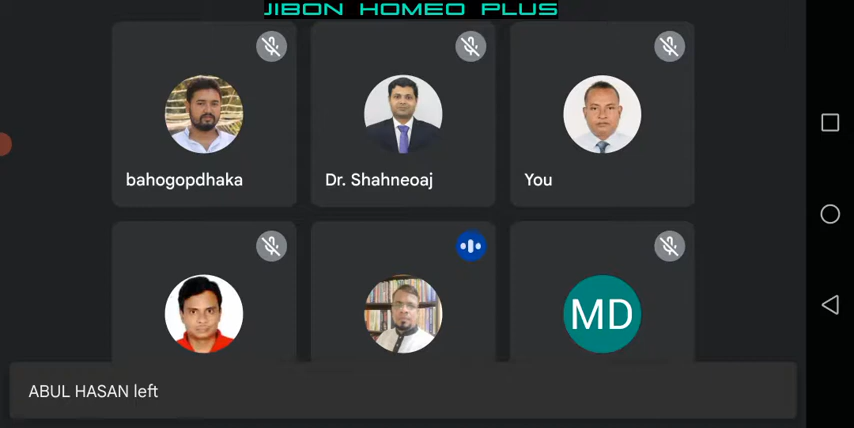 JIBON HOMEO PLUS
bahogopdhaka
Dr. Shahneoaj
You
MD
ABUL HASAN left